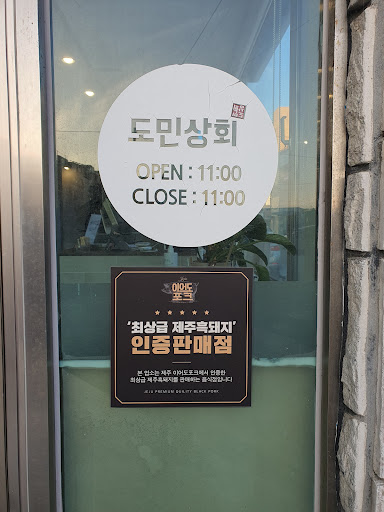 도민상회
OPEN : 11:00
CLOSE : 11:00
이어도
포크
'최상급 제주흑돼지'
인증판매점
본 업소는 제주 이어도포크에서 인증한
최상급 제주흑돼지를 판매하는 음식점입니다
JEJU PREMIUM QUILITY BLACK PORK